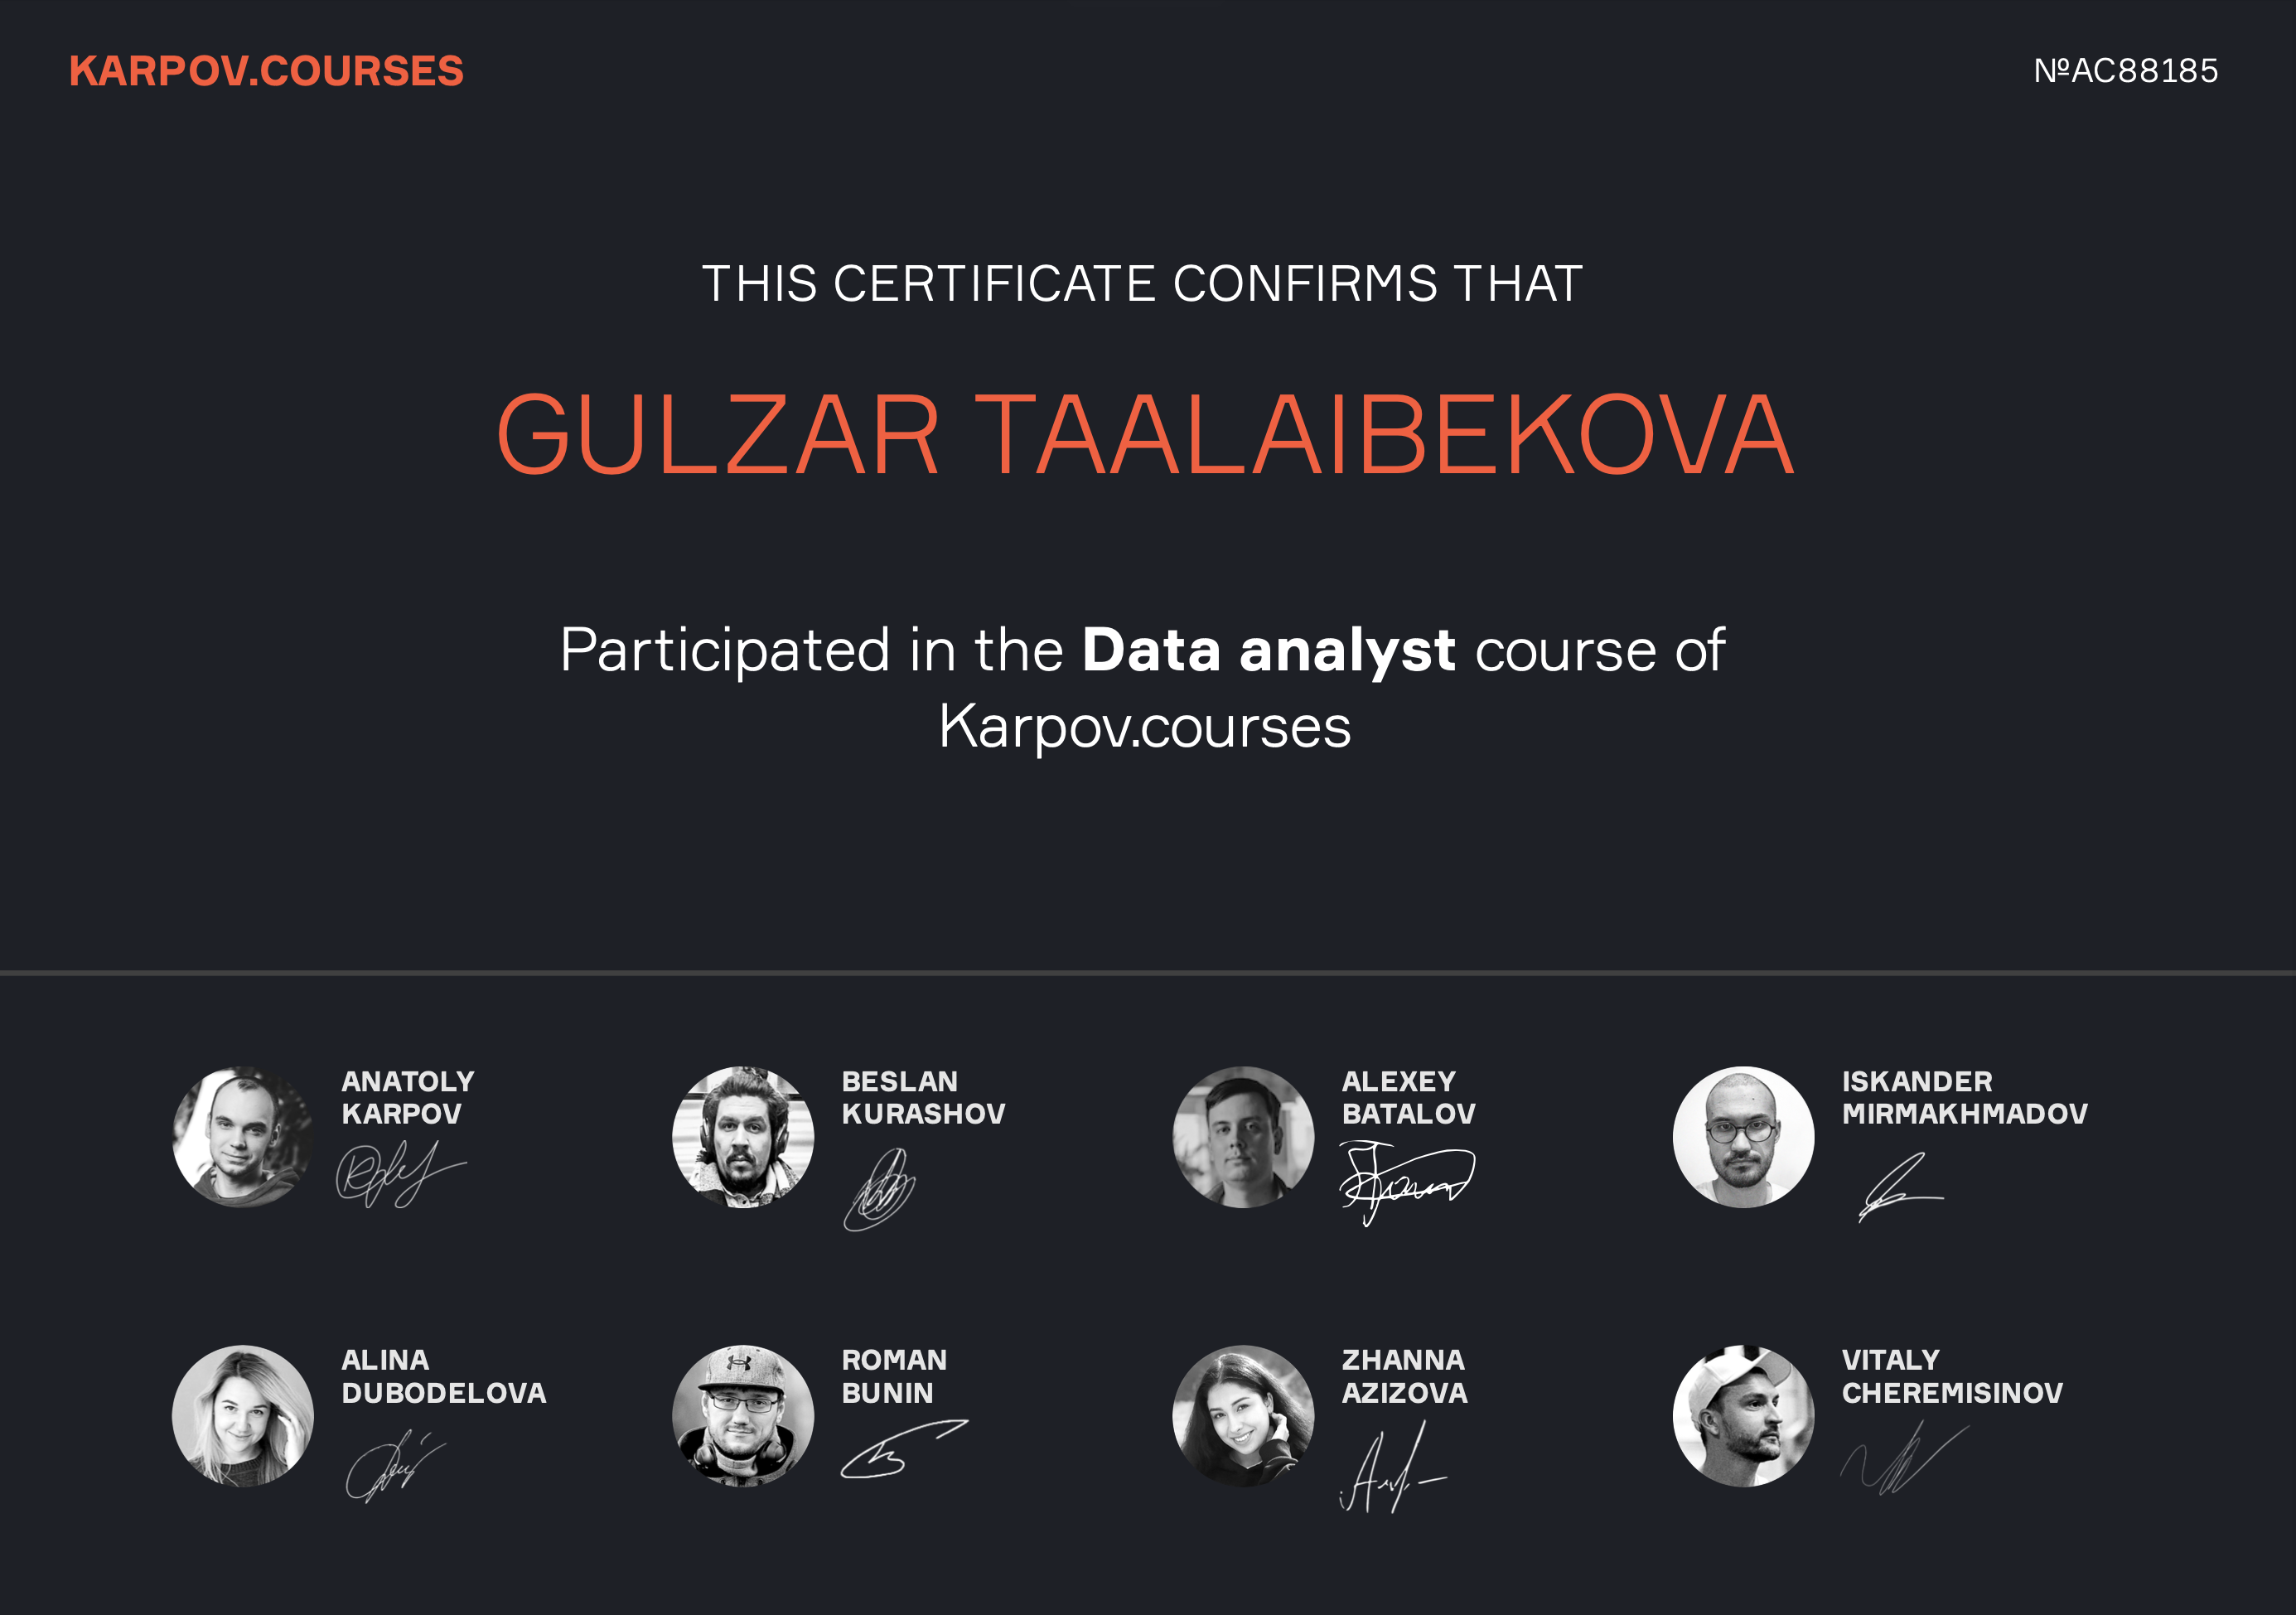 KARPOV.COURSES
№AC88185
THIS CERTIFICATE CONFIRMS THAT
GULZAR TAALAIBEKOVA
Participated in the Data analyst course of
Karpov.courses
ANATOLY
KARPOV
BESLAN
KURASHOV
ALEXEY
BATALOV
ISKANDER
MIRMAKHMADOV
ALINA
DUBODELOVA
ROMAN
BUNIN
ZHANNA
AZIZOVA
VITALY
CHEREMISINOV